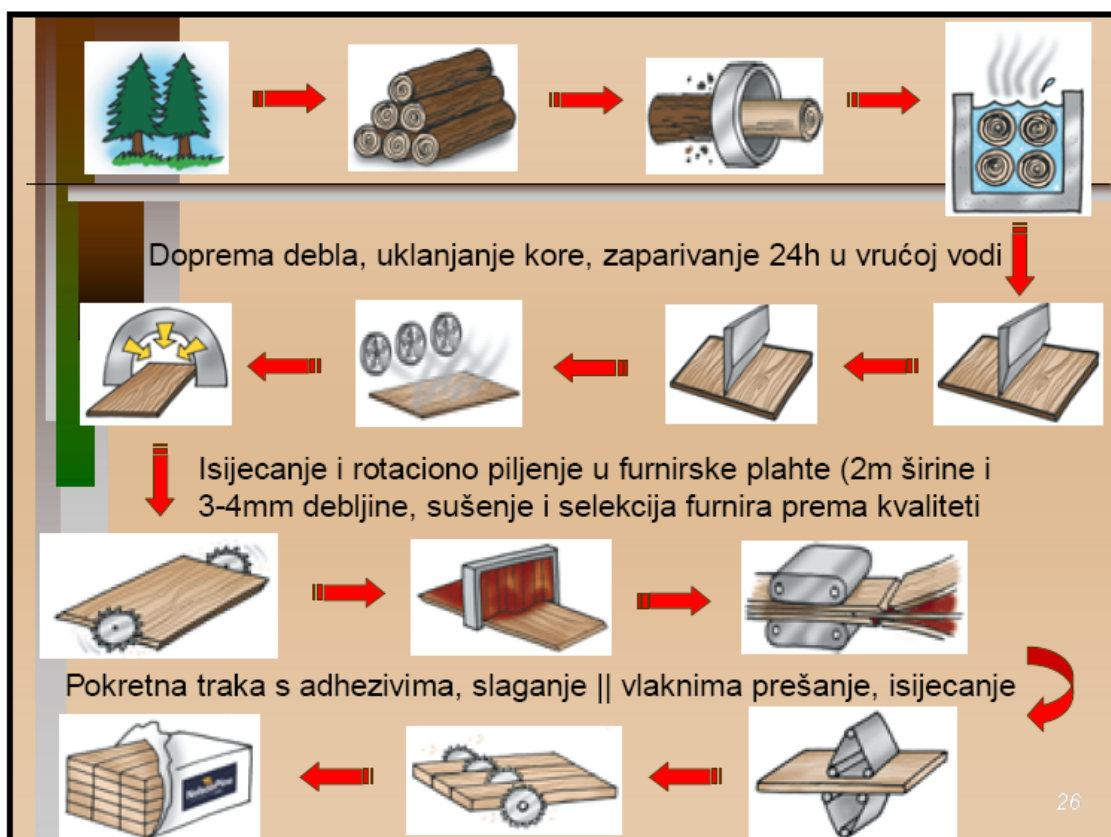 Doprema debla, uklanjanje kore, zaparivanje 24h u vrućoj vodi
Isijecanje i rotaciono piljenje u furnirske plahte (2m širine i
3-4mm debljine, sušenje i selekcija furnira prema kvaliteti
Pokretna traka s adhezivima, slaganje || vlaknima prešanje, isijecanje
26